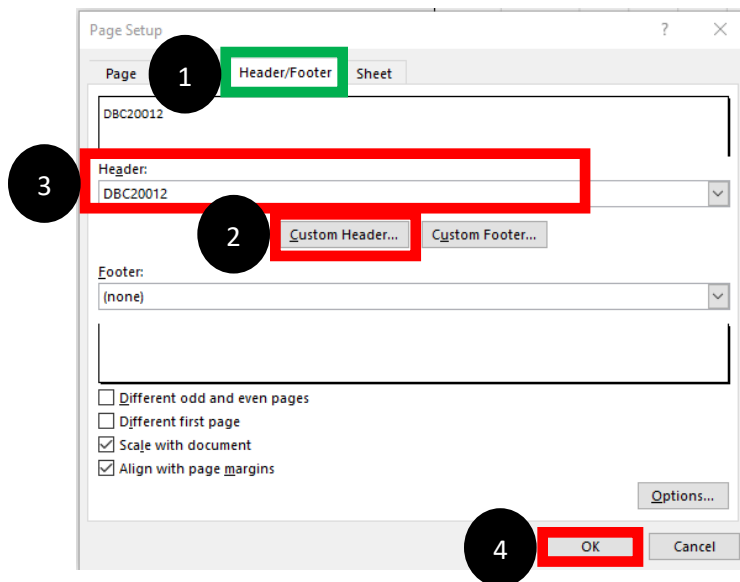 Page Setup ?
Page 1 Header/Footer Sheet
DBC20012
3
Header:
DBC20012
2 Custom Header... Custom Footer...
Footer:
(none)
Different odd and even pages
Different first page
Scale with document
Align with page margins
Options...
4 OK Cancel